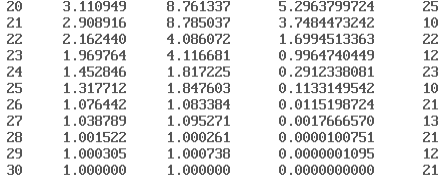 20 3.110949 8.761337 5.2963799724 25
21 2.908916 8.785037 3.7484473242 10
22 2.162440 4.086072 1.6994513363 22
23 1.969764 4.116681 0.9964740449 12
24 1.452846 1.817225 0.2912338081 23
25 1.317712 1.847603 0.1133149542 10
26 1.076442 1.083384 0.0115198724 21
27 1.038789 1.095271 0.0017666570 13
28 1.001522 1.000261 0.0000100751 21
29 1.000305 1.000738 0.0000001095 12
30 1.000000 1.000000 0.0000000000 21